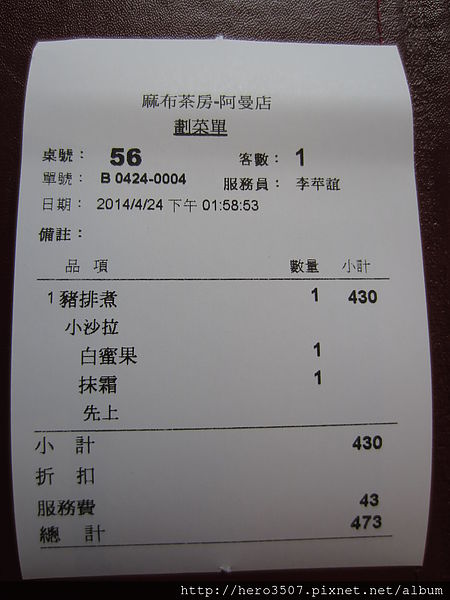 麻布茶房-阿曼店
劃菜單
桌號： 56 客數： 1
單號： B 0424-0004 服務員： 李苹誼
日期： 2014/4/24 下午 01:58:53
備註：
品 項 數量 小計
1 豬排煮 1 430
小沙拉
白蜜果 1
抹霜 1
先上
小 計 430
折 扣
服務費 43
總 計 473
http://hero3507.pixnet.net/album